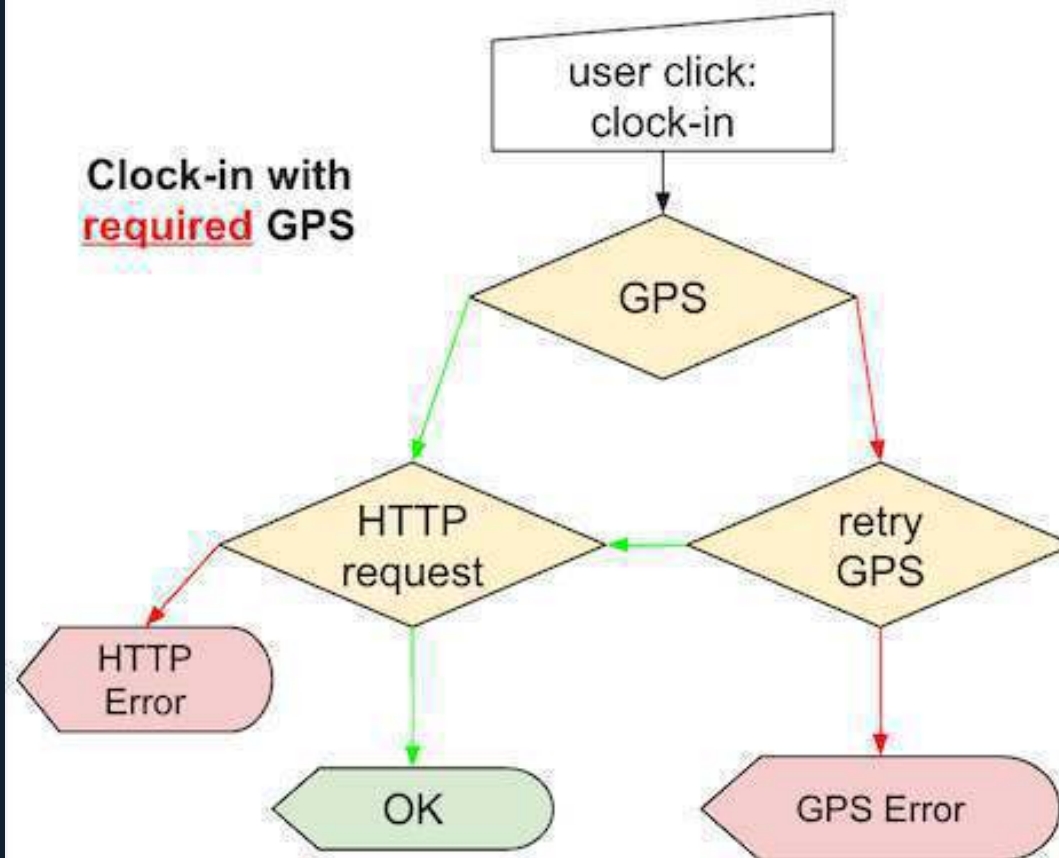 user click:
clock-in
Clock-in with
required GPS
GPS
HTTP
request
retry
GPS
HTTP
Error
OK
GPS Error